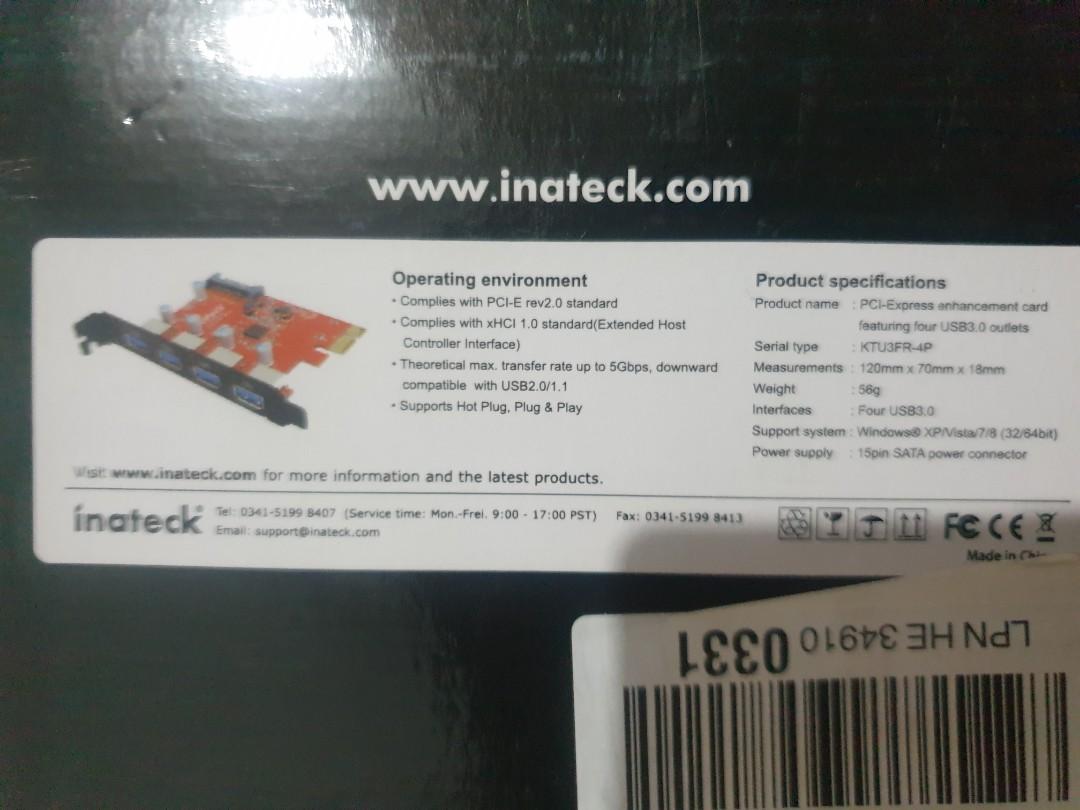 www.inateck.com
Operating environment
• Complies with PCI-E rev2.0 standard
• Complies with xHCI 1.0 standard(Extended Host
Controller Interface)
• Theoretical max. transfer rate up to 5Gbps, downward
compatible with USB2.0/1.1
• Supports Hot Plug, Plug & Play
Product specifications
Product name : PCI-Express enhancement card
featuring four USB3.0 outlets
Serial type : KTU3FR-4P
Measurements : 120mm x 70mm x 18mm
Weight : 56g
Interfaces : Four USB3.0
Support system : Windows® XP/Vista/7/8 (32/64bit)
Power supply : 15pin SATA power connector
Visit www.inateck.com for more information and the latest products.
inateck®
Tel: 0341-5199 8407 (Service time: Mon.-Frei. 9:00 - 17:00 PST) Fax: 0341-5199 8413
Email: support@inateck.com
FC CE
Made in
LPN HE 34910 0331